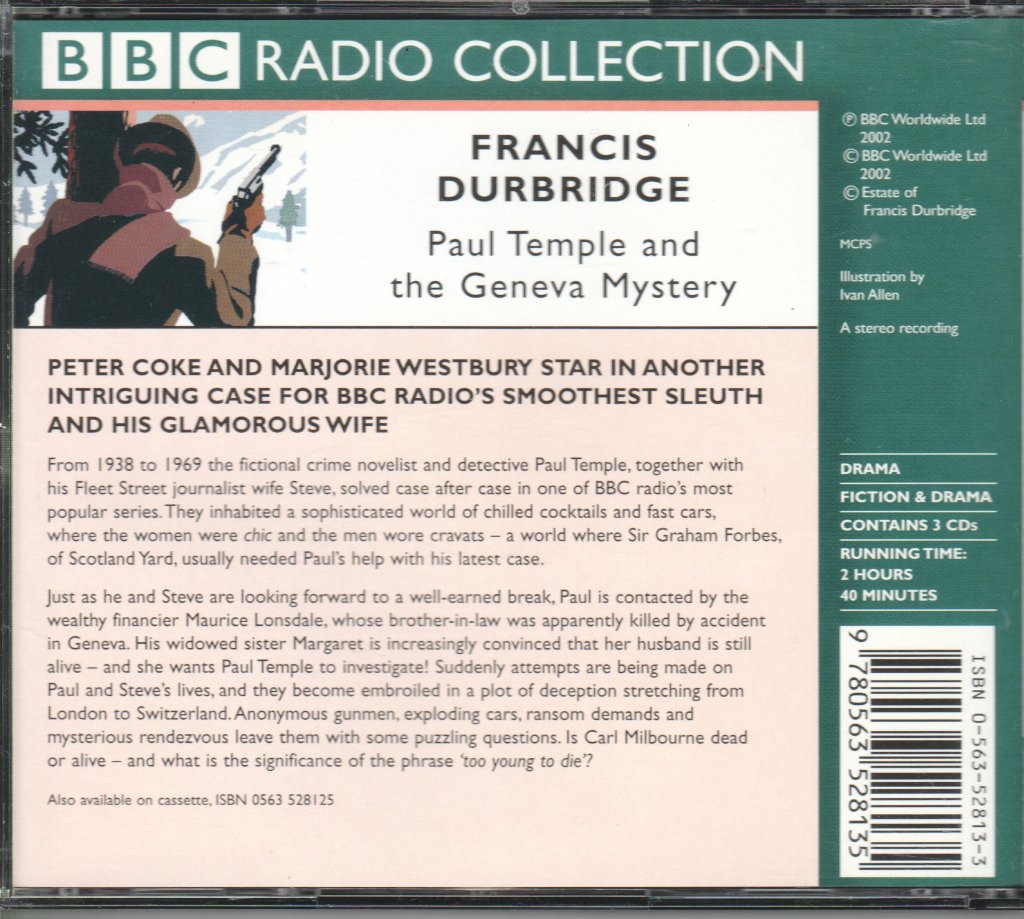 BBC RADIO COLLECTION
FRANCIS
DURBRIDGE
Paul Temple and
the Geneva Mystery
PETER COKE AND MARJORIE WESTBURY STAR IN ANOTHER
INTRIGUING CASE FOR BBC RADIO'S SMOOTHEST SLEUTH
AND HIS GLAMOROUS WIFE
From 1938 to 1969 the fictional crime novelist and detective Paul Temple, together with
his Fleet Street journalist wife Steve, solved case after case in one of BBC radio's most
popular series. They inhabited a sophisticated world of chilled cocktails and fast cars,
where the women were chic and the men wore cravats – a world where Sir Graham Forbes,
of Scotland Yard, usually needed Paul's help with his latest case.
Just as he and Steve are looking forward to a well-earned break, Paul is contacted by the
wealthy financier Maurice Lonsdale, whose brother-in-law was apparently killed by accident
in Geneva. His widowed sister Margaret is increasingly convinced that her husband is still
alive – and she wants Paul Temple to investigate! Suddenly attempts are being made on
Paul and Steve's lives, and they become embroiled in a plot of deception stretching from
London to Switzerland. Anonymous gunmen, exploding cars, ransom demands and
mysterious rendezvous leave them with some puzzling questions. Is Carl Milbourne dead
or alive – and what is the significance of the phrase 'too young to die'?
Also available on cassette, ISBN 0563 528125
℗ BBC Worldwide Ltd
2002
© BBC Worldwide Ltd
2002
© Estate of
Francis Durbridge
MCPS
Illustration by
Ivan Allen
A stereo recording
DRAMA
FICTION & DRAMA
CONTAINS 3 CDs
RUNNING TIME:
2 HOURS
40 MINUTES
ISBN 0-563-52813-3
9 780563 528135